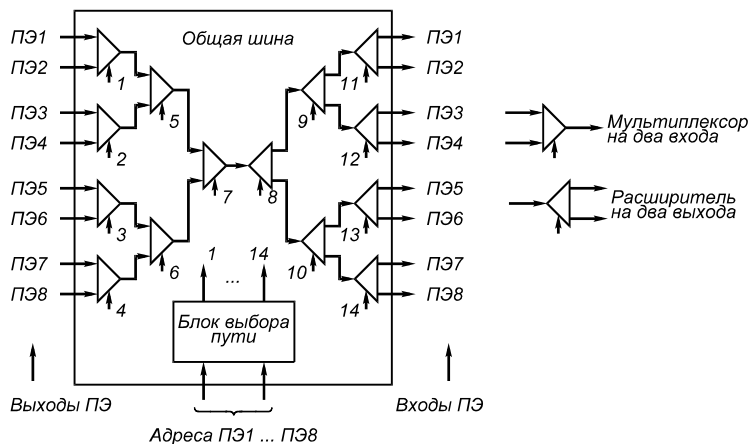 Общая шина
ПЭ1
ПЭ2
ПЭ3
ПЭ4
ПЭ5
ПЭ6
ПЭ7
ПЭ8
1
2
3
4
5
6
7
8
9
10
11
12
13
14
ПЭ1
ПЭ2
ПЭ3
ПЭ4
ПЭ5
ПЭ6
ПЭ7
ПЭ8
Мультиплексор
на два входа
Расширитель
на два выхода
1 ... 14
Блок выбора
пути
Выходы ПЭ
Входы ПЭ
Адреса ПЭ1 ... ПЭ8